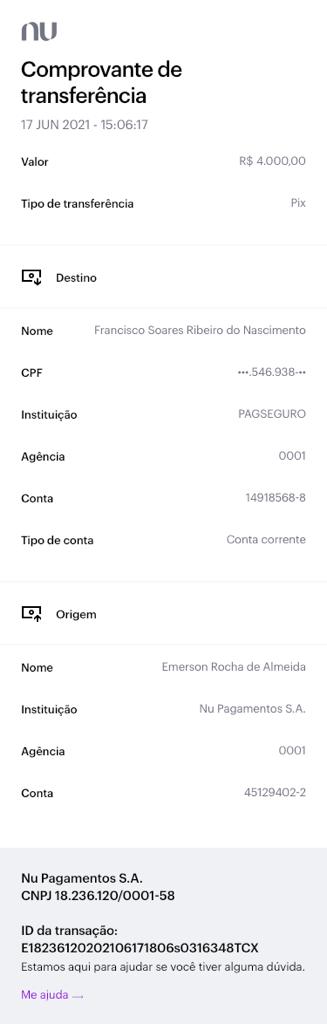 nu
Comprovante de
transferência
17 JUN 2021 - 15:06:17
Valor R$ 4.000,00
Tipo de transferência Pix
Destino
Nome Francisco Soares Ribeiro do Nascimento
CPF •••.546.938-••
Instituição PAGSEGURO
Agência 0001
Conta 14918568-8
Tipo de conta Conta corrente
Origem
Nome Emerson Rocha de Almeida
Instituição Nu Pagamentos S.A.
Agência 0001
Conta 45129402-2
Nu Pagamentos S.A.
CNPJ 18.236.120/0001-58
ID da transação:
E18236120202106171806s0316348TCX
Estamos aqui para ajudar se você tiver alguma dúvida.
Me ajuda →